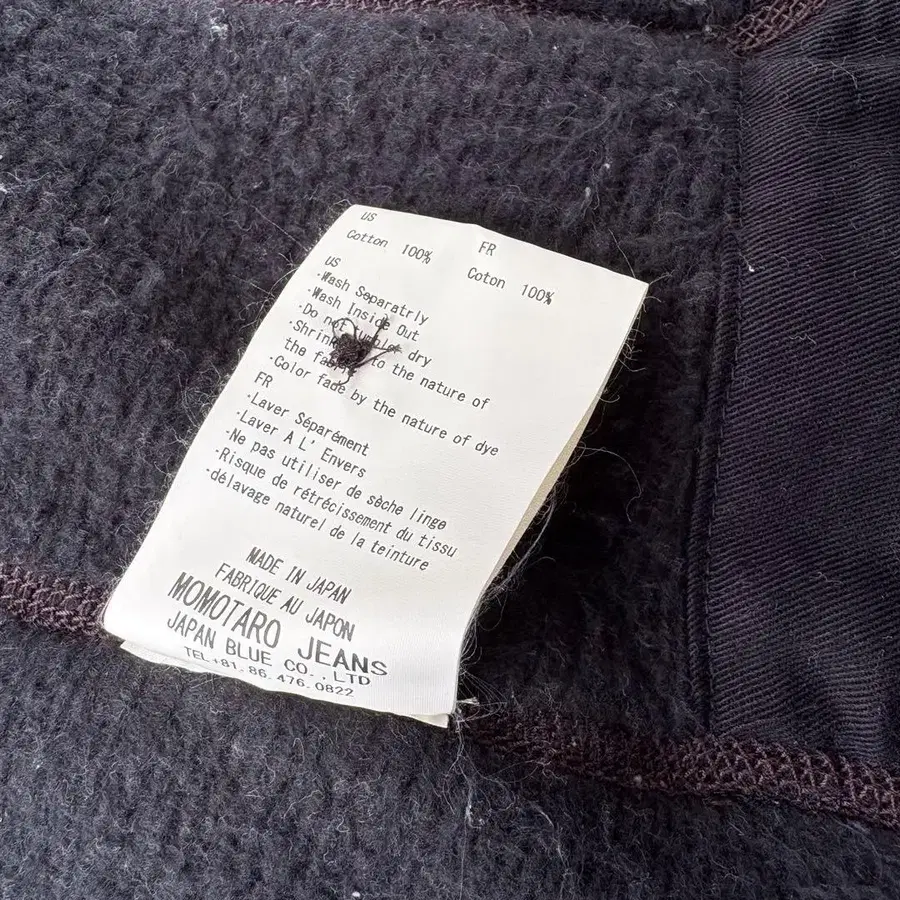 US
Cotton 100%
FR
Coton 100%
US
·Wash Separatrly
·Wash Inside Out
·Do not dry
·Shrink to the nature of
the
·Color fade by the nature of dye
FR
·Laver Séparément
·Laver A L' Envers
·Ne pas utiliser de sèche linge
·Risque de rétrécissement du tissu
·délavage naturel de la teinture
MADE IN JAPAN
FABRIQUE AU JAPON
MOMOTARO JEANS
JAPAN BLUE CO.,LTD
TEL.+81.86.476.0822